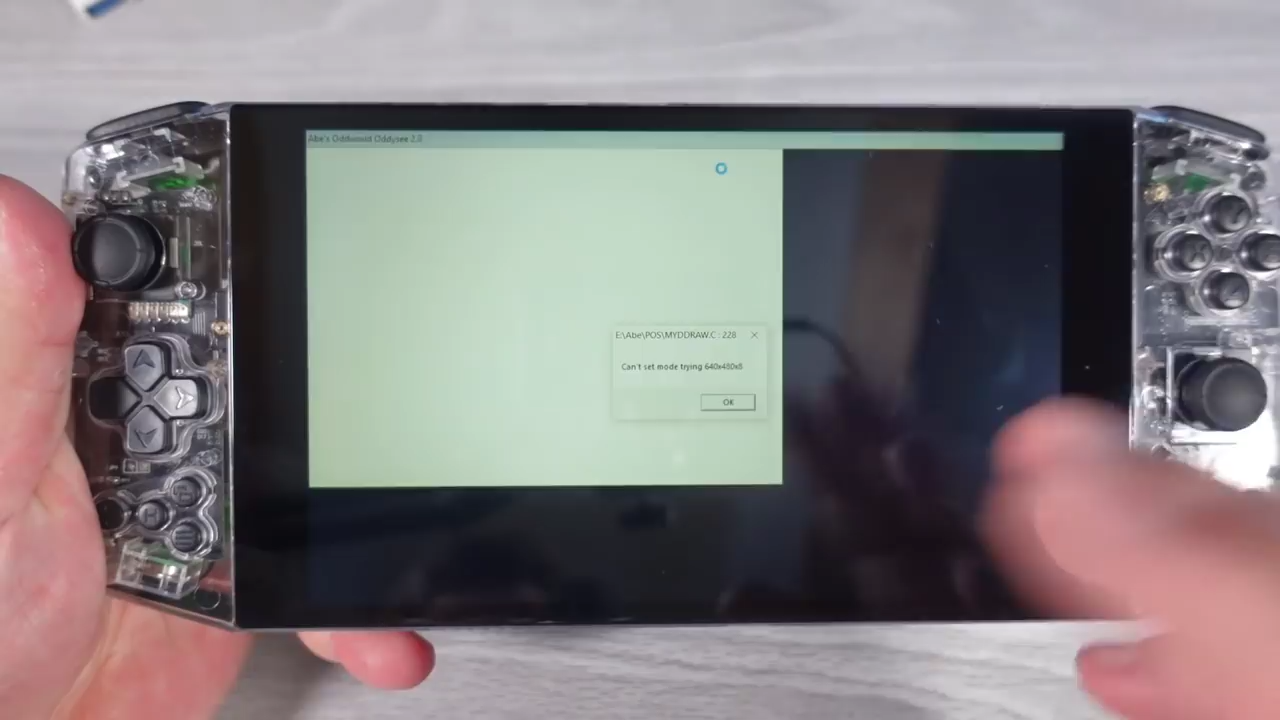 Abe's Oddworld Oddysee 2.0
E:\Abe\POS\MYDDRAW.C : 228
Can't set mode trying 640x480x8
OK